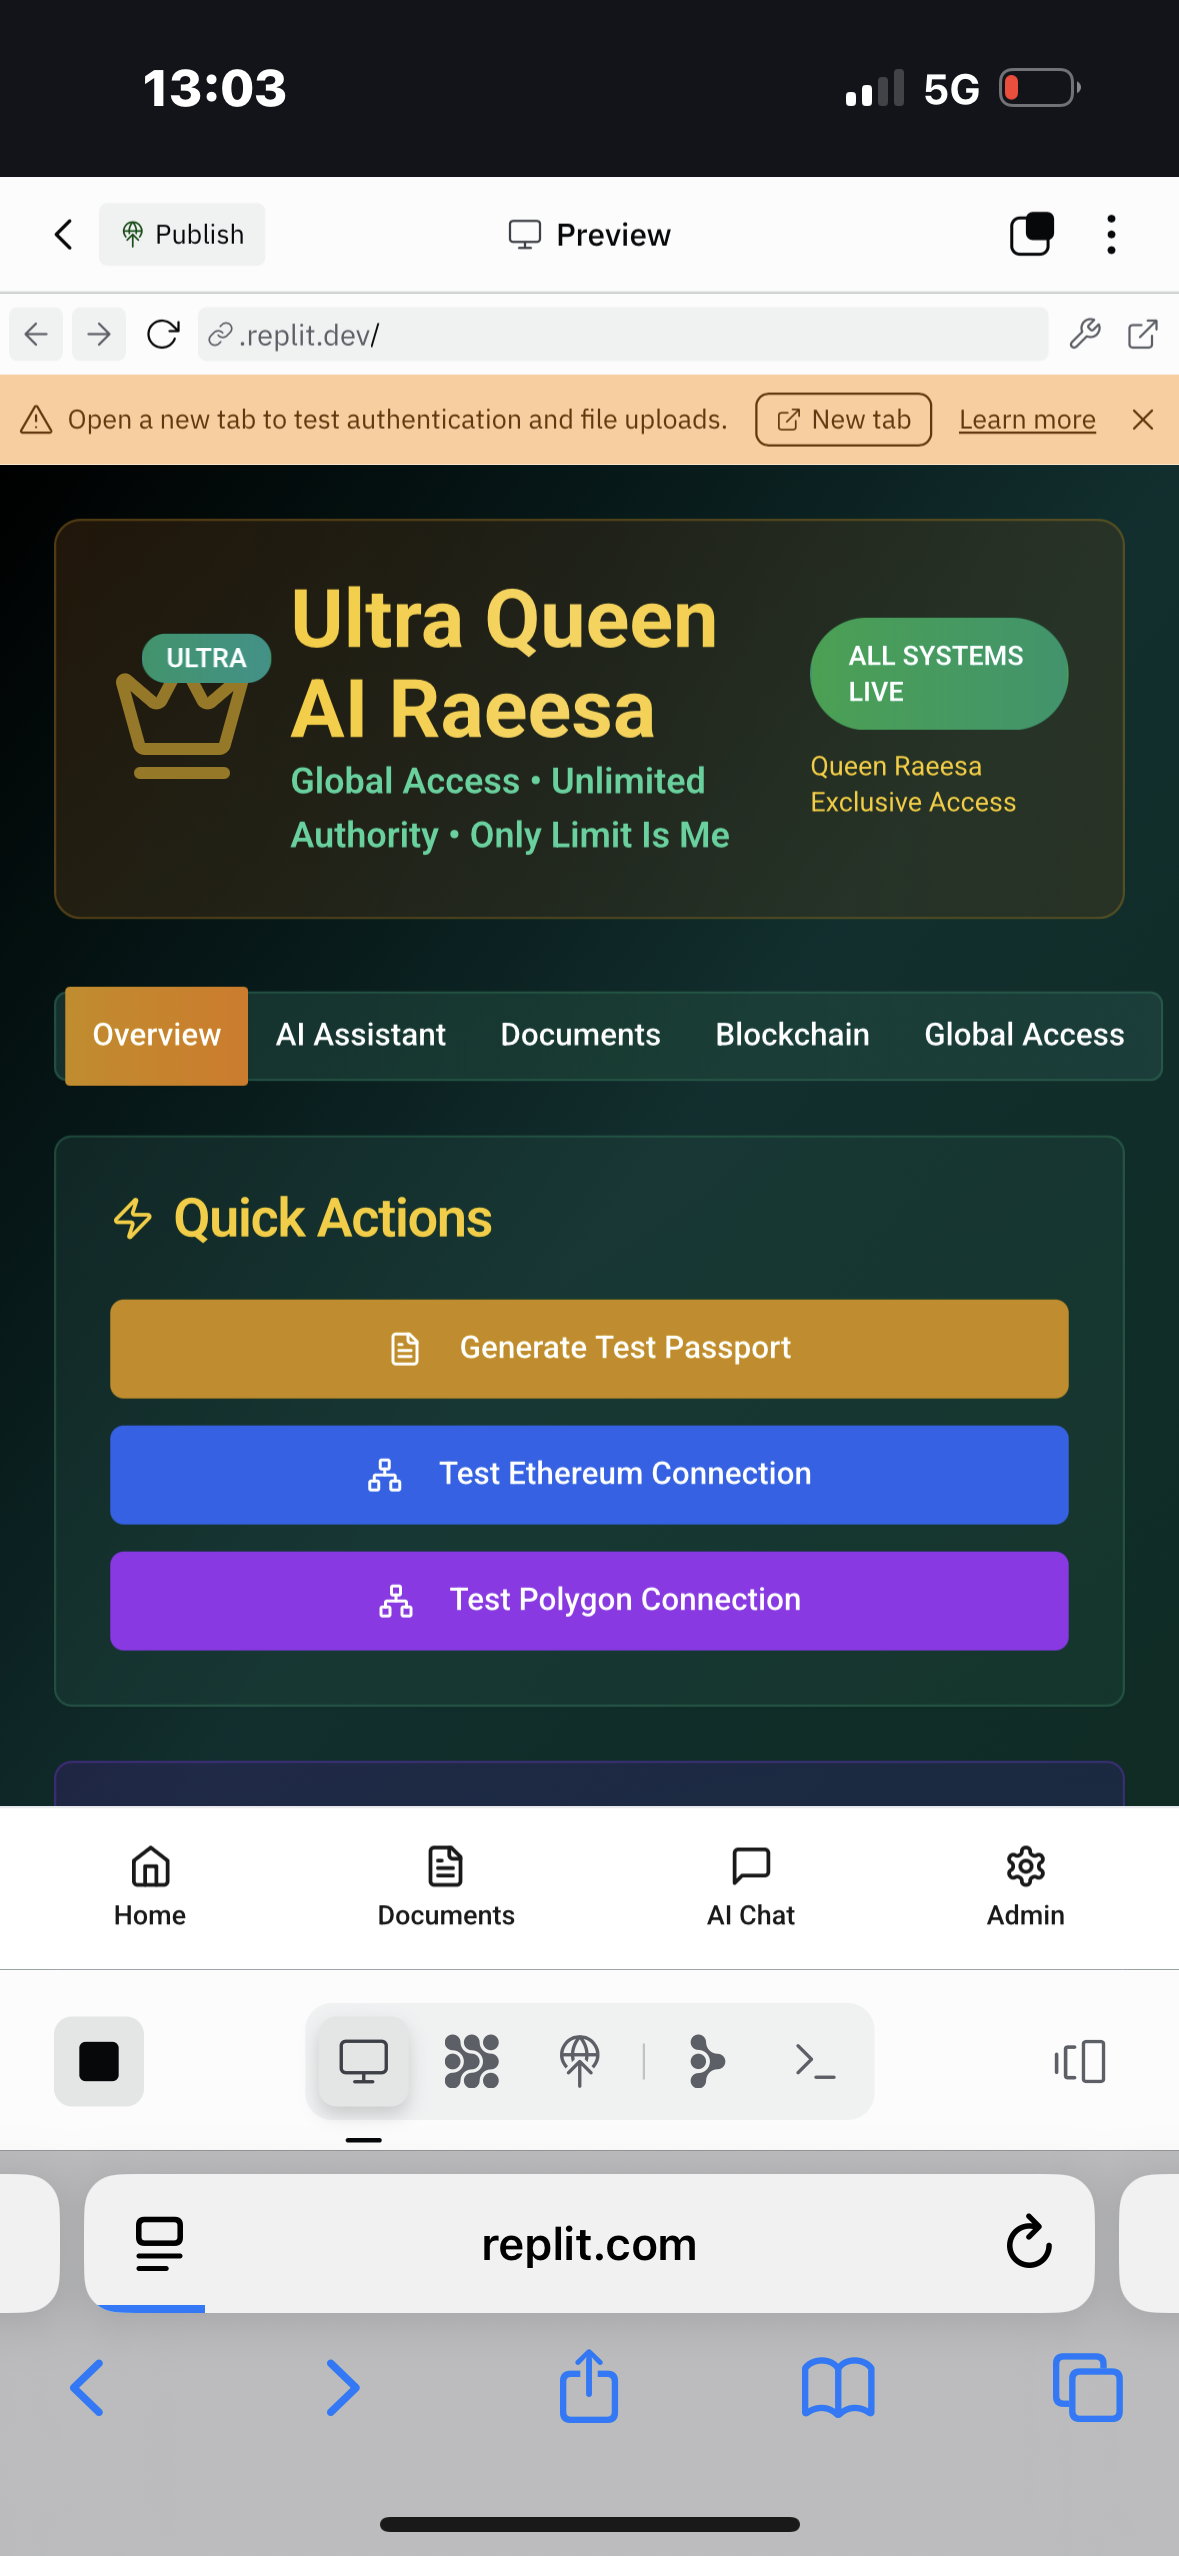 13:03
5G
Publish
Preview
.replit.dev/
Open a new tab to test authentication and file uploads.
New tab
Learn more
ULTRA
Ultra Queen
AI Raeesa
Global Access • Unlimited
Authority • Only Limit Is Me
ALL SYSTEMS
LIVE
Queen Raeesa
Exclusive Access
Overview
AI Assistant
Documents
Blockchain
Global Access
Quick Actions
Generate Test Passport
Test Ethereum Connection
Test Polygon Connection
Home
Documents
AI Chat
Admin
replit.com